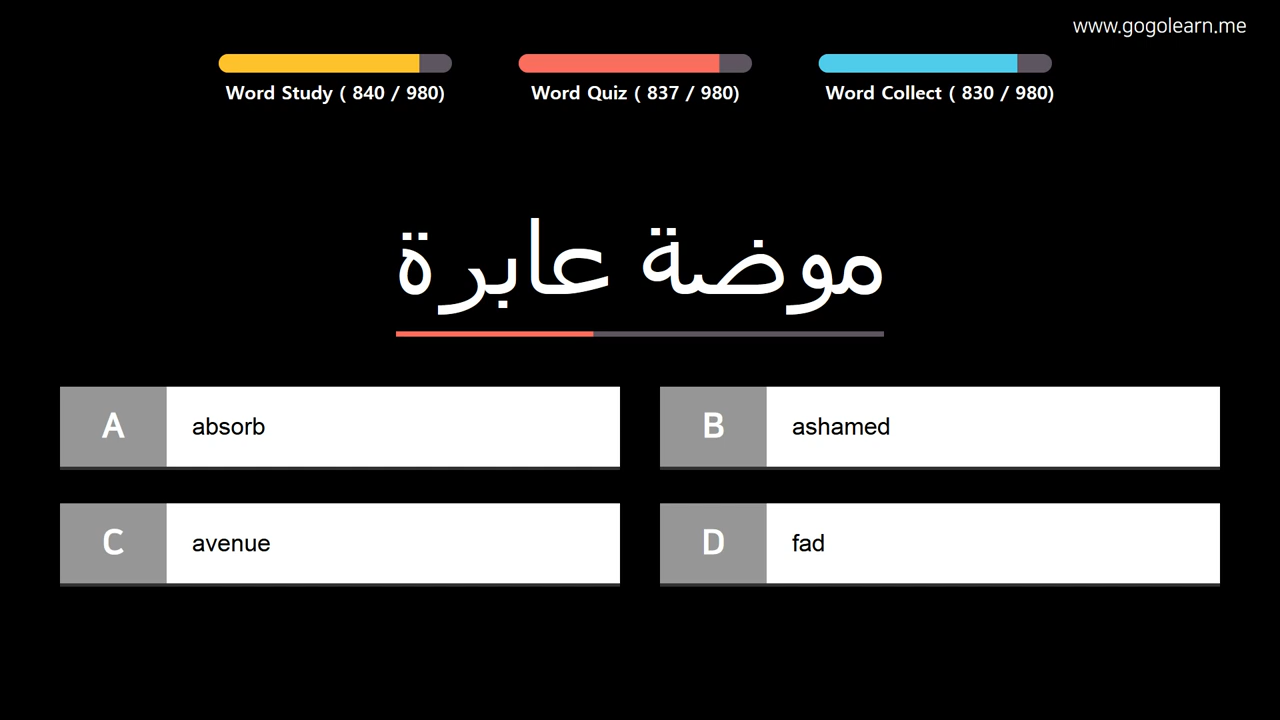 www.gogolearn.me
Word Study ( 840 / 980)
Word Quiz ( 837 / 980)
Word Collect ( 830 / 980)
موضة عابرة
A absorb
B ashamed
C avenue
D fad